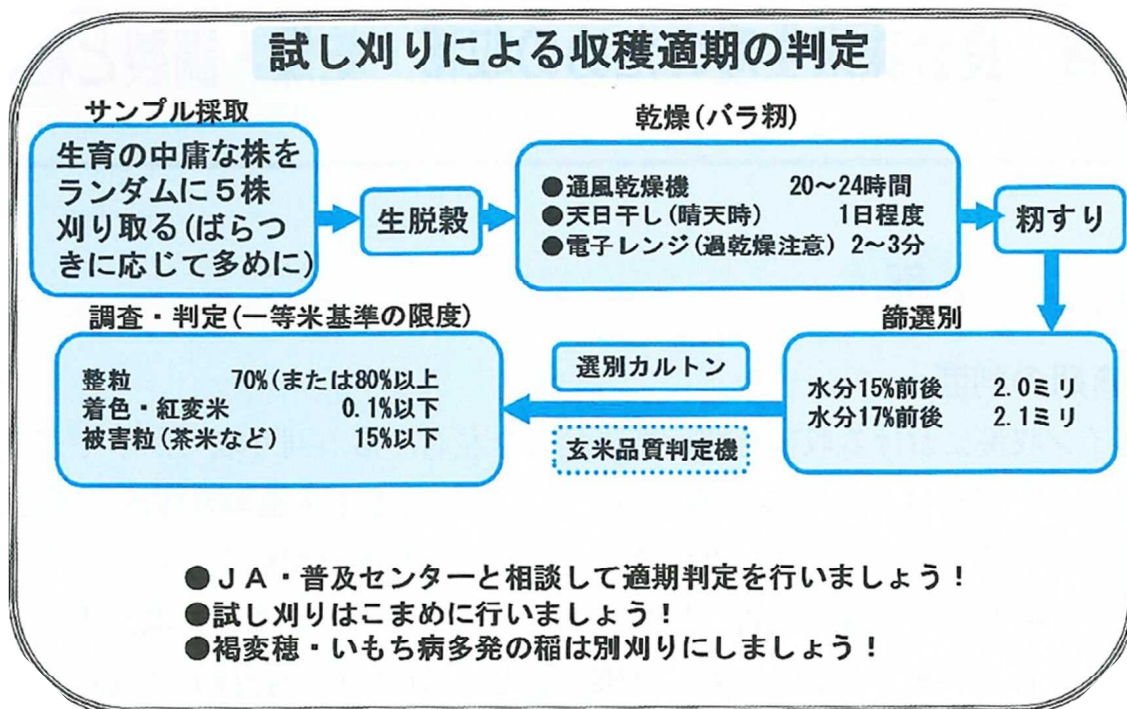 試し刈りによる収穫適期の判定
サンプル採取
生育の中庸な株を
ランダムに5株
刈り取る(ばらつ
きに応じて多めに)
生脱穀
乾燥(バラ籾)
●通風乾燥機 20～24時間
●天日干し(晴天時) 1日程度
●電子レンジ(過乾燥注意) 2～3分
籾すり
篩選別
水分15%前後 2.0ミリ
水分17%前後 2.1ミリ
選別カルトン
玄米品質判定機
調査・判定(一等米基準の限度)
整粒 70%(または80%以上
着色・紅変米 0.1%以下
被害粒(茶米など) 15%以下
●ＪＡ・普及センターと相談して適期判定を行いましょう！
●試し刈りはこまめに行いましょう！
●褐変穂・いもち病多発の稲は別刈りにしましょう！